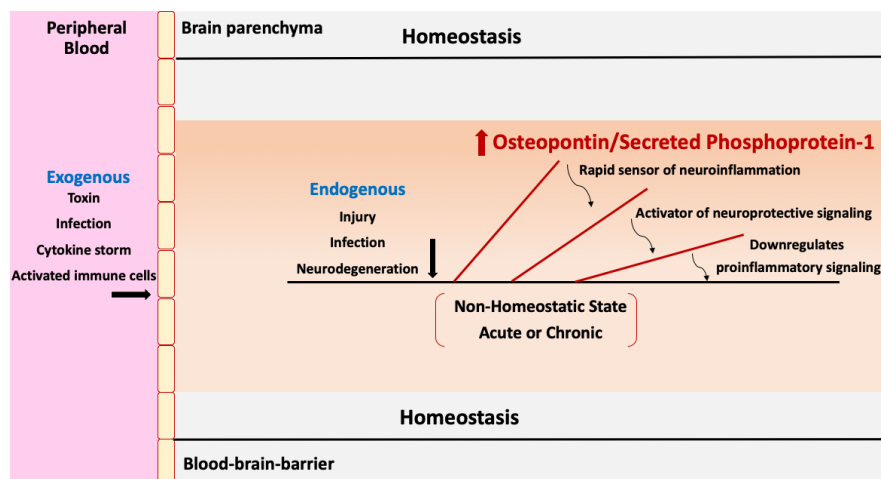 Peripheral
Blood
Brain parenchyma
Homeostasis
Exogenous
Toxin
Infection
Cytokine storm
Activated immune cells
Endogenous
Injury
Infection
Neurodegeneration
Osteopontin/Secreted Phosphoprotein-1
Rapid sensor of neuroinflammation
Activator of neuroprotective signaling
Downregulates
proinflammatory signaling
Non-Homeostatic State
Acute or Chronic
Homeostasis
Blood-brain-barrier